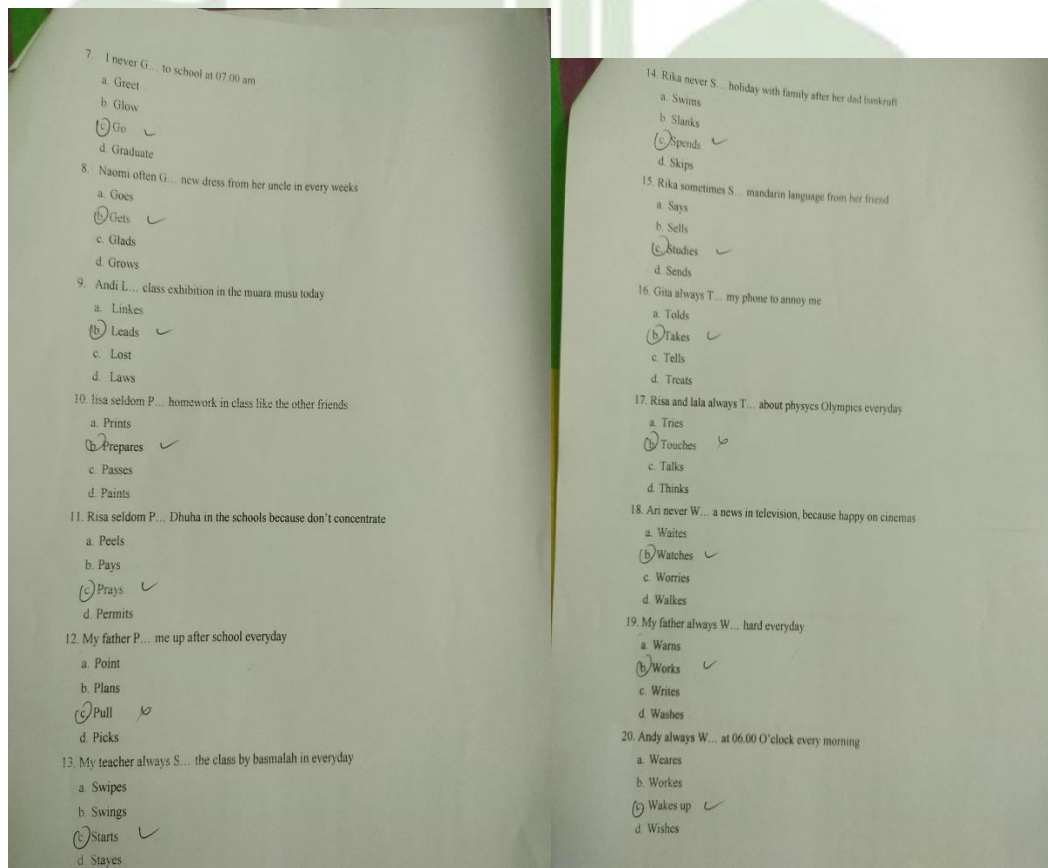 7. I never G... to school at 07.00 am
a. Greet
b. Glow
c. Go
d. Graduate
8. Naomi often G... new dress from her uncle in every weeks
a. Goes
b. Gets
c. Glads
d. Grows
9. Andi L... class exhibition in the muara musu today
a. Linkes
b. Leads
c. Lost
d. Laws
10. lisa seldom P... homework in class like the other friends
a. Prints
b. Prepares
c. Passes
d. Paints
11. Risa seldom P... Dhuha in the schools because don't concentrate
a. Peels
b. Pays
c. Prays
d. Permits
12. My father P... me up after school everyday
a. Point
b. Plans
c. Pull
d. Picks
13. My teacher always S... the class by basmalah in everyday
a. Swipes
b. Swings
c. Starts
d. Stayes
14. Rika never S... holiday with family after her dad bankruft
a. Swims
b. Slanks
c. Spends
d. Skips
15. Rika sometimes S... mandarin language from her friend
a. Says
b. Sells
c. Studies
d. Sends
16. Gita always T... my phone to annoy me
a. Tolds
b. Takes
c. Tells
d. Treats
17. Risa and lala always T... about physycs Olympics everyday
a. Tries
b. Touches
c. Talks
d. Thinks
18. Ari never W... a news in television, because happy on cinemas
a. Waites
b. Watches
c. Worries
d. Walkes
19. My father always W... hard everyday
a. Warns
b. Works
c. Writes
d. Washes
20. Andy always W... at 06.00 O'clock every morning
a. Weares
b. Workes
c. Wakes up
d. Wishes